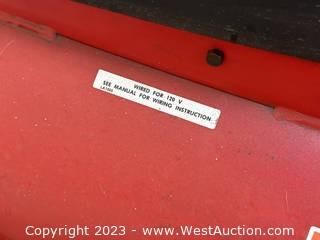 WIRED FOR 120 V
SEE MANUAL FOR WIRING INSTRUCTION
Copyright 2023 - www.WestAuction.com